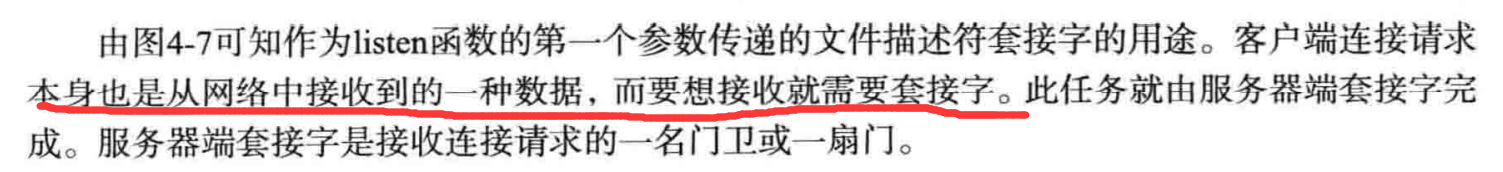 由图4-7可知作为listen函数的第一个参数传递的文件描述符套接字的用途。客户端连接请求
本身也是从网络中接收到的一种数据，而要想接收就需要套接字。此任务就由服务器端套接字完
成。服务器端套接字是接收连接请求的一名门卫或一扇门。